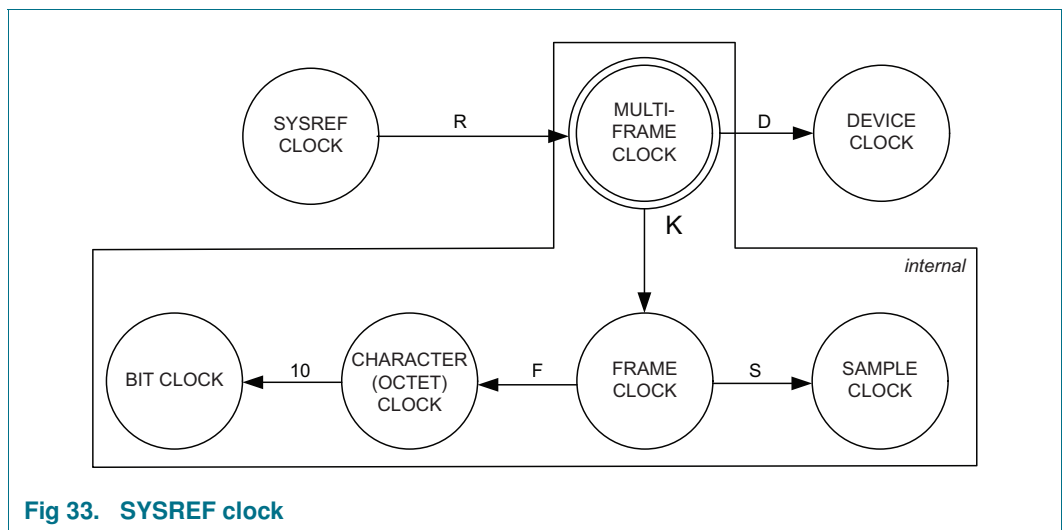 SYSREF
CLOCK
R
MULTI-
FRAME
CLOCK
D
DEVICE
CLOCK
K
internal
BIT CLOCK
10
CHARACTER
(OCTET)
CLOCK
F
FRAME
CLOCK
S
SAMPLE
CLOCK
Fig 33. SYSREF clock